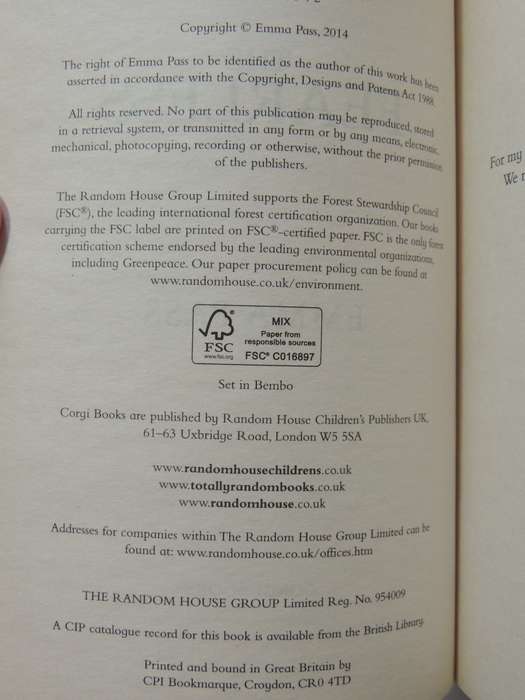 Copyright © Emma Pass, 2014
The right of Emma Pass to be identified as the author of this work has been
asserted in accordance with the Copyright, Designs and Patents Act 1988.
All rights reserved. No part of this publication may be reproduced, stored
in a retrieval system, or transmitted in any form or by any means, electronic,
mechanical, photocopying, recording or otherwise, without the prior permission
of the publishers.
The Random House Group Limited supports the Forest Stewardship Council
(FSC®), the leading international forest certification organization. Our books
carrying the FSC label are printed on FSC®-certified paper. FSC is the only forest
certification scheme endorsed by the leading environmental organizations,
including Greenpeace. Our paper procurement policy can be found at
www.randomhouse.co.uk/environment.
FSC
www.fsc.org
MIX
Paper from
responsible sources
FSC® C016897
Set in Bembo
Corgi Books are published by Random House Children's Publishers UK,
61–63 Uxbridge Road, London W5 5SA
www.randomhousechildrens.co.uk
www.totallyrandombooks.co.uk
www.randomhouse.co.uk
Addresses for companies within The Random House Group Limited can be
found at: www.randomhouse.co.uk/offices.htm
THE RANDOM HOUSE GROUP Limited Reg. No. 954009
A CIP catalogue record for this book is available from the British Library.
Printed and bound in Great Britain by
CPI Bookmarque, Croydon, CR0 4TD
For my
We